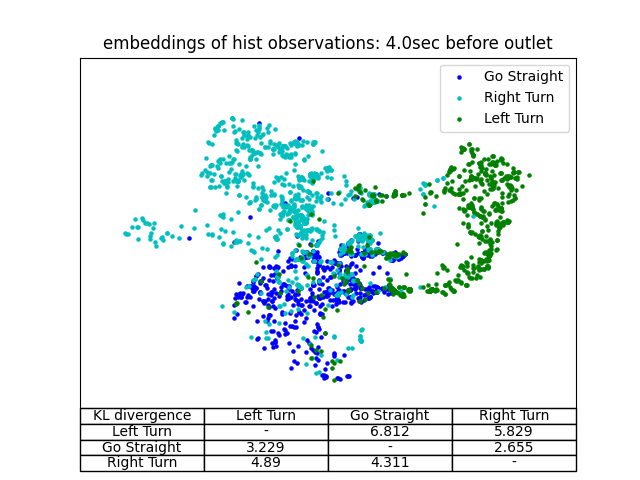 embeddings of hist observations: 4.0sec before outlet
Go Straight
Right Turn
Left Turn
KL divergence Left Turn Go Straight Right Turn
Left Turn - 6.812 5.829
Go Straight 3.229 - 2.655
Right Turn 4.89 4.311 -